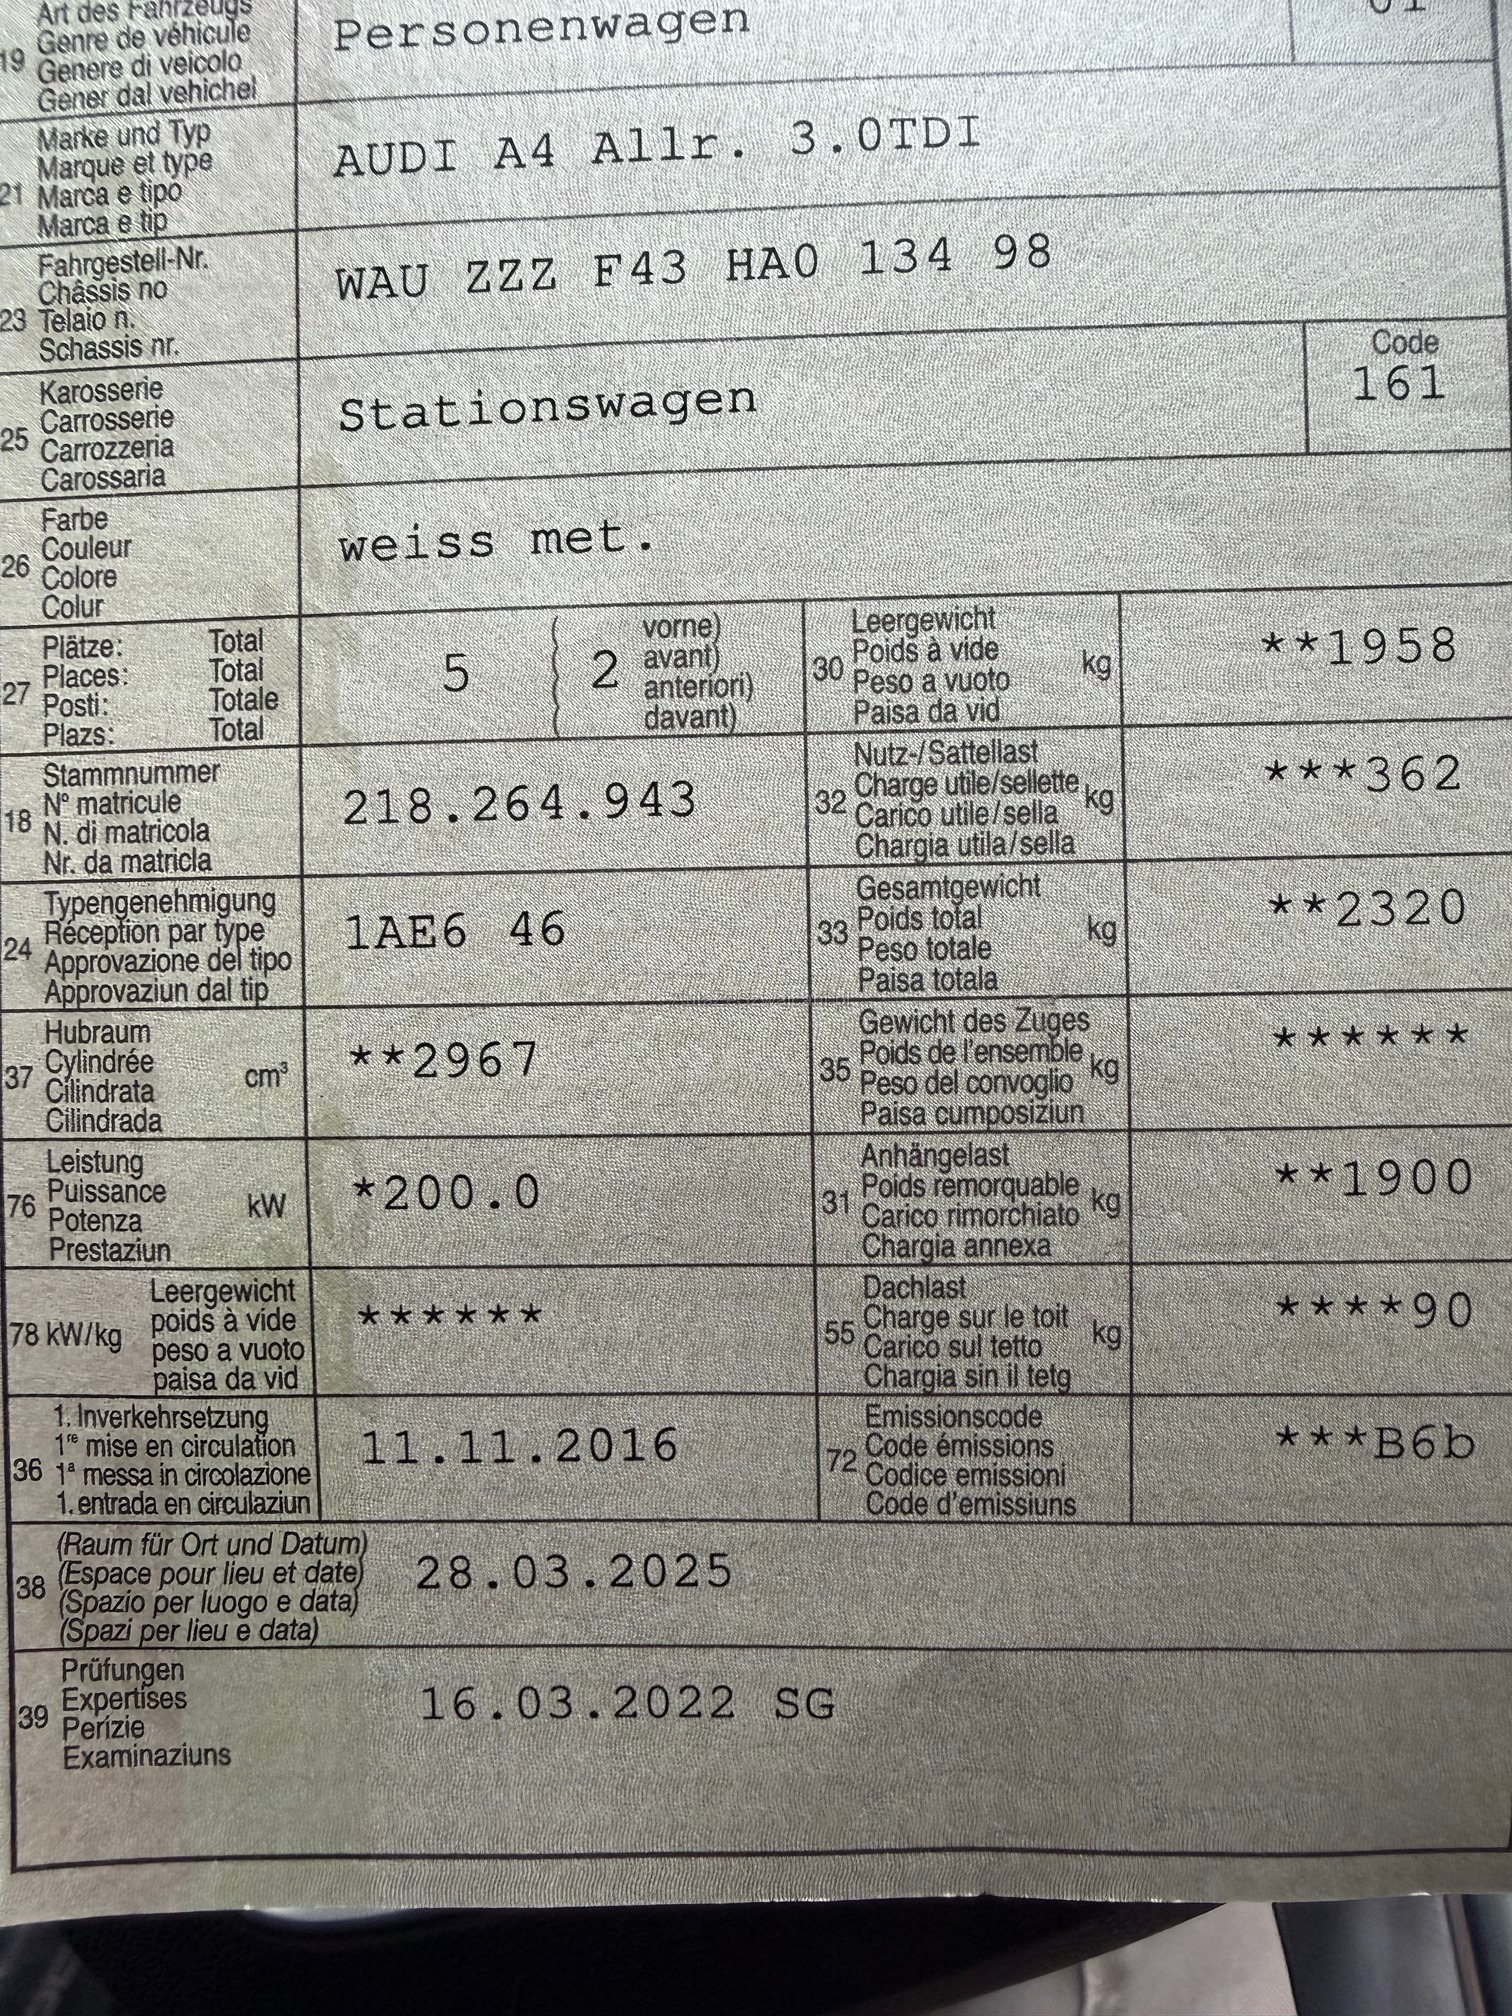 Art des Fahrzeugs
19 Genre de véhicule
Genere di veicolo
Gener dal vehichel
Personenwagen
01
Marke und Typ
Marque et type
21 Marca e tipo
Marca e tip
AUDI A4 Allr. 3.0TDI
Fahrgestell-Nr.
Châssis no
23 Telaio n.
Schassis nr.
WAU ZZZ F43 HA0 134 98
Karosserie
Carrosserie
25 Carrozzeria
Carossaria
Stationswagen
Code
161
Farbe
Couleur
26 Colore
Colur
weiss met.
Plätze: Total
Places: Total
27 Posti: Totale
Plazs: Total
5
2
vorne)
avant)
anteriori)
davant)
Leergewicht
30 Poids à vide kg
Peso a vuoto
Paisa da vid
**1958
Stammnummer
N° matricule
18 N. di matricola
Nr. da matricla
218.264.943
Nutz-/Sattellast
Charge utile/sellette
32 Carico utile/sella kg
Chargia utila/sella
***362
Typengenehmigung
Réception par type
24 Approvazione del tipo
Approvaziun dal tip
1AE6 46
Gesamtgewicht
33 Poids total kg
Peso totale
Paisa totala
**2320
Hubraum
Cylindrée
37 Cilindrata cm³
Cilindrada
**2967
Gewicht des Zuges
Poids de l'ensemble
35 Peso del convoglio kg
Paisa cumposiziun
******
Leistung
Puissance
76 Potenza kW
Prestaziun
*200.0
Anhängelast
Poids remorquable
31 Carico rimorchiato kg
Chargia annexa
**1900
Leergewicht
poids à vide
78 kW/kg peso a vuoto
paisa da vid
******
Dachlast
Charge sur le toit
55 Carico sul tetto kg
Chargia sin il tetg
****90
1. Inverkehrsetzung
1re mise en circulation
36 1a messa in circolazione
1. entrada en circulaziun
11.11.2016
Emissionscode
72 Code émissions
Codice emissioni
Code d'emissiuns
***B6b
(Raum für Ort und Datum)
38 (Espace pour lieu et date)
(Spazio per luogo e data)
(Spazi per lieu e data)
28.03.2025
Prüfungen
Expertises
39 Perizie
Examinaziuns
16.03.2022 SG